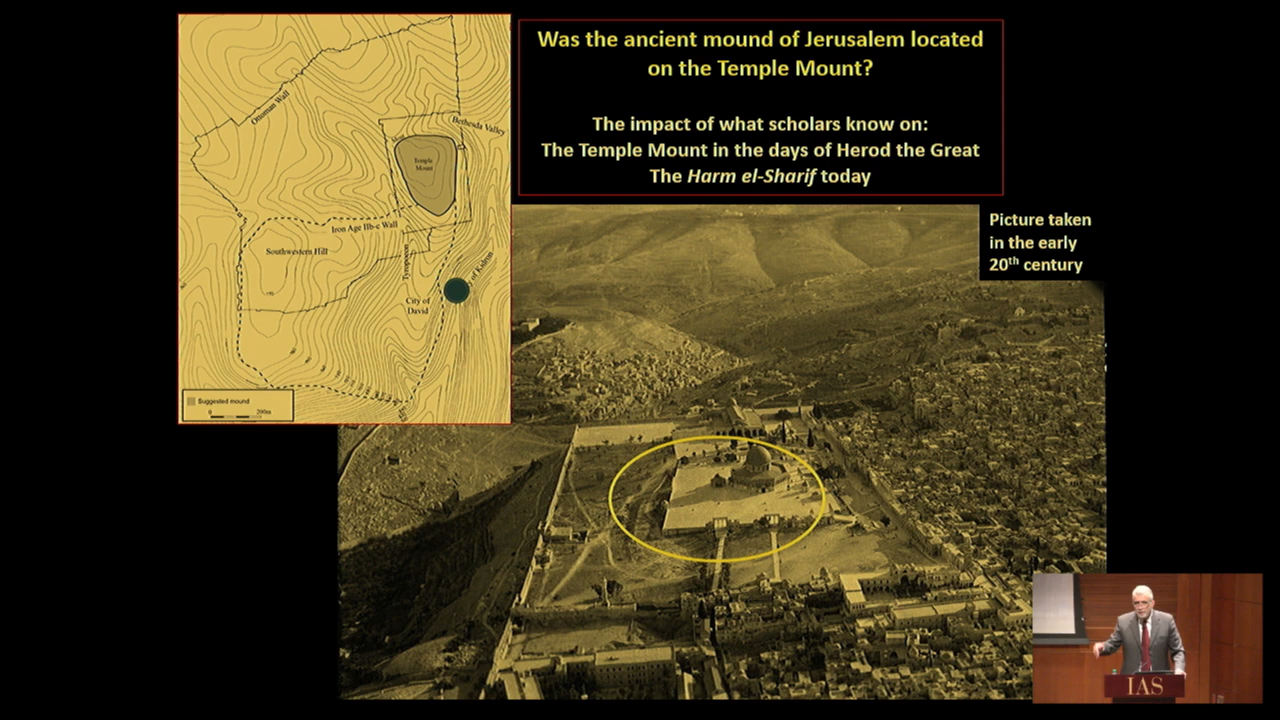 Was the ancient mound of Jerusalem located
on the Temple Mount?
The impact of what scholars know on:
The Temple Mount in the days of Herod the Great
The Harm el-Sharif today
Picture taken
in the early
20th century
Ottoman Wall
Bethesda Valley
Temple
Mount
Iron Age IIb-c Wall
Southwestern Hill
Tyropoeon
of Kidron
City of
David
Suggested mound
0 200m
IAS